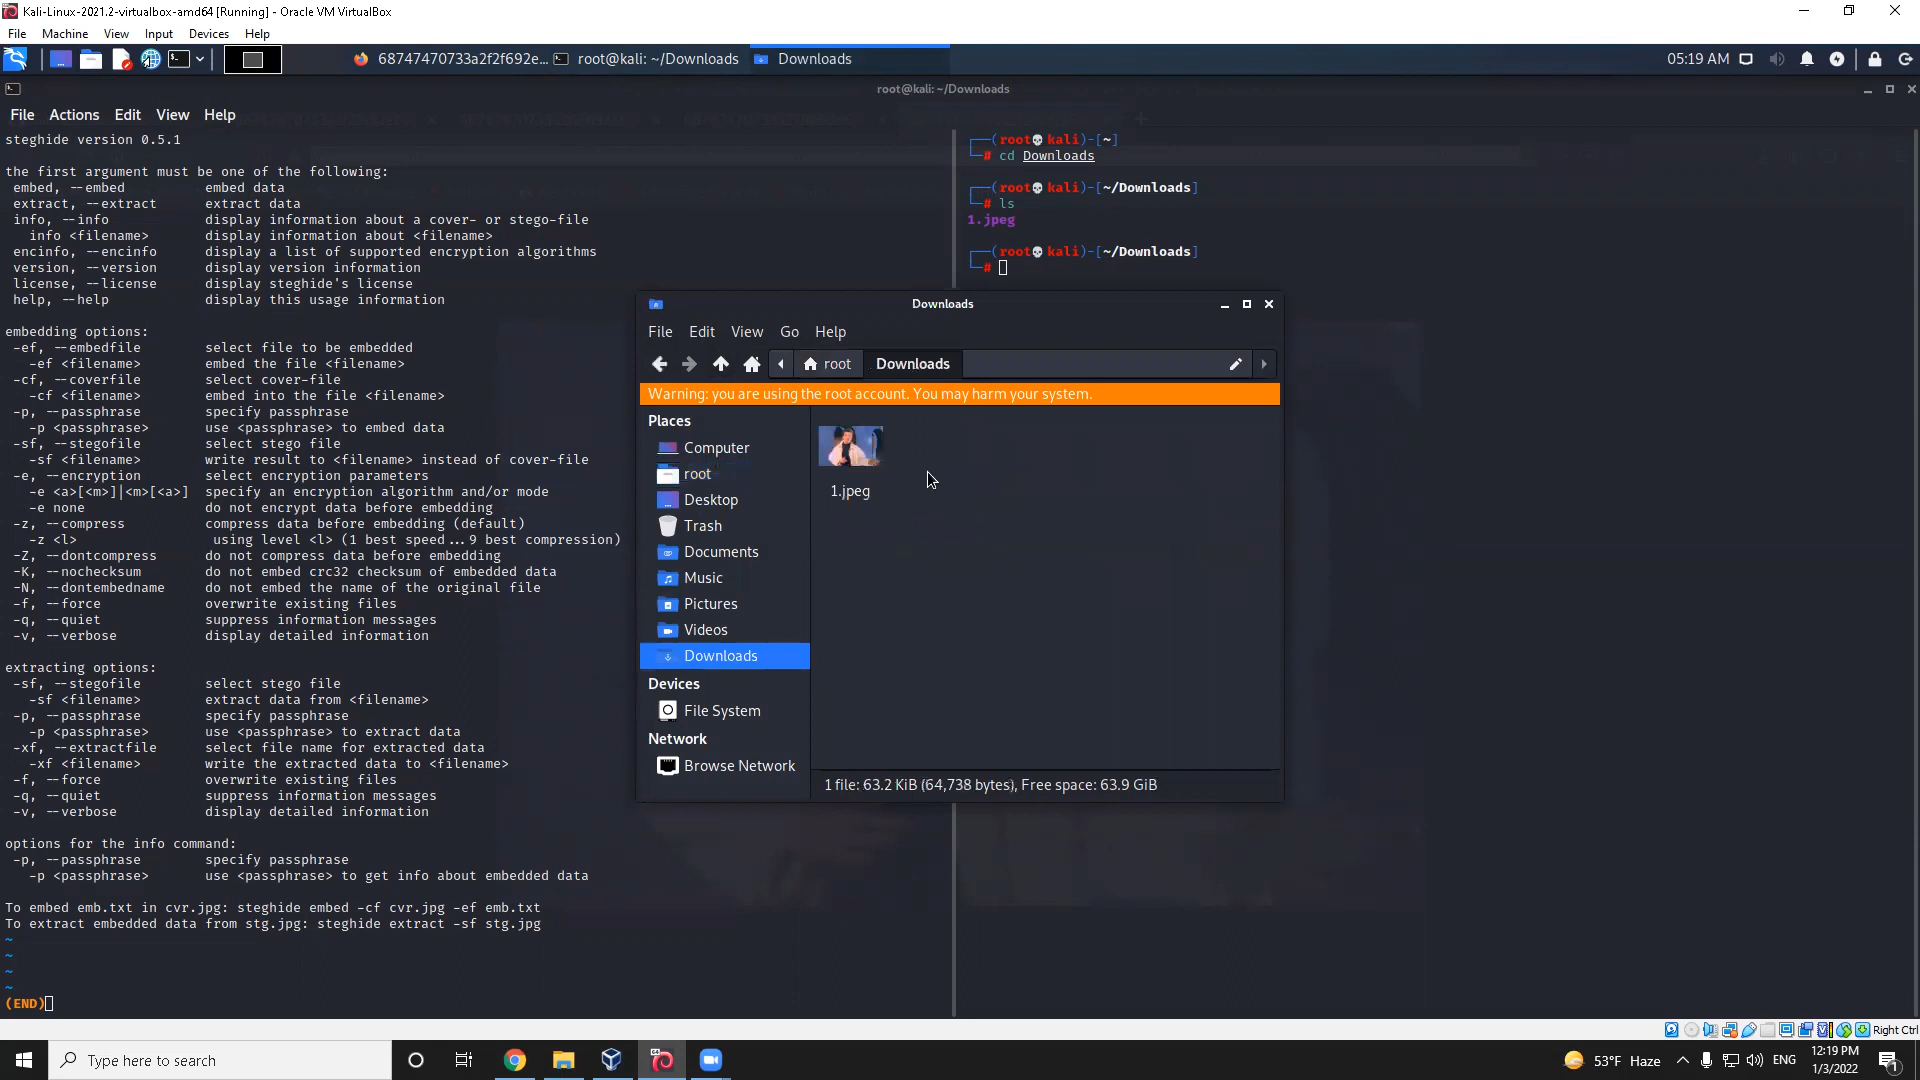 Kali-Linux-2021.2-virtualbox-amd64 [Running] - Oracle VM VirtualBox
File Machine View Input Devices Help
68747470733a2f2f692e... root@kali: ~/Downloads Downloads 05:19 AM
root@kali: ~/Downloads
File Actions Edit View Help
steghide version 0.5.1
the first argument must be one of the following:
embed, --embed embed data
extract, --extract extract data
info, --info display information about a cover- or stego-file
info <filename> display information about <filename>
encinfo, --encinfo display a list of supported encryption algorithms
version, --version display version information
license, --license display steghide's license
help, --help display this usage information
embedding options:
-ef, --embedfile select file to be embedded
-ef <filename> embed the file <filename>
-cf, --coverfile select cover-file
-cf <filename> embed into the file <filename>
-p, --passphrase specify passphrase
-p <passphrase> use <passphrase> to embed data
-sf, --stegofile select stego file
-sf <filename> write result to <filename> instead of cover-file
-e, --encryption select encryption parameters
-e <a>[<m>]|<m>[<a>] specify an encryption algorithm and/or mode
-e none do not encrypt data before embedding
-z, --compress compress data before embedding (default)
-z <l> using level <l> (1 best speed...9 best compression)
-Z, --dontcompress do not compress data before embedding
-K, --nochecksum do not embed crc32 checksum of embedded data
-N, --dontembedname do not embed the name of the original file
-f, --force overwrite existing files
-q, --quiet suppress information messages
-v, --verbose display detailed information
extracting options:
-sf, --stegofile select stego file
-sf <filename> extract data from <filename>
-p, --passphrase specify passphrase
-p <passphrase> use <passphrase> to extract data
-xf, --extractfile select file name for extracted data
-xf <filename> write the extracted data to <filename>
-f, --force overwrite existing files
-q, --quiet suppress information messages
-v, --verbose display detailed information
options for the info command:
-p, --passphrase specify passphrase
-p <passphrase> use <passphrase> to get info about embedded data
To embed emb.txt in cvr.jpg: steghide embed -cf cvr.jpg -ef emb.txt
To extract embedded data from stg.jpg: steghide extract -sf stg.jpg
~
~
~
~
(END)
(root💀kali)-[~]
# cd Downloads
(root💀kali)-[~/Downloads]
# ls
1.jpeg
(root💀kali)-[~/Downloads]
#
Downloads
File Edit View Go Help
root Downloads
Warning: you are using the root account. You may harm your system.
Places
Computer
root
Desktop
Trash
Documents
Music
Pictures
Videos
Downloads
Devices
File System
Network
Browse Network
1.jpeg
1 file: 63.2 KiB (64,738 bytes), Free space: 63.9 GiB
Right Ctrl
Type here to search
53°F Haze
ENG
12:19 PM
1/3/2022
1